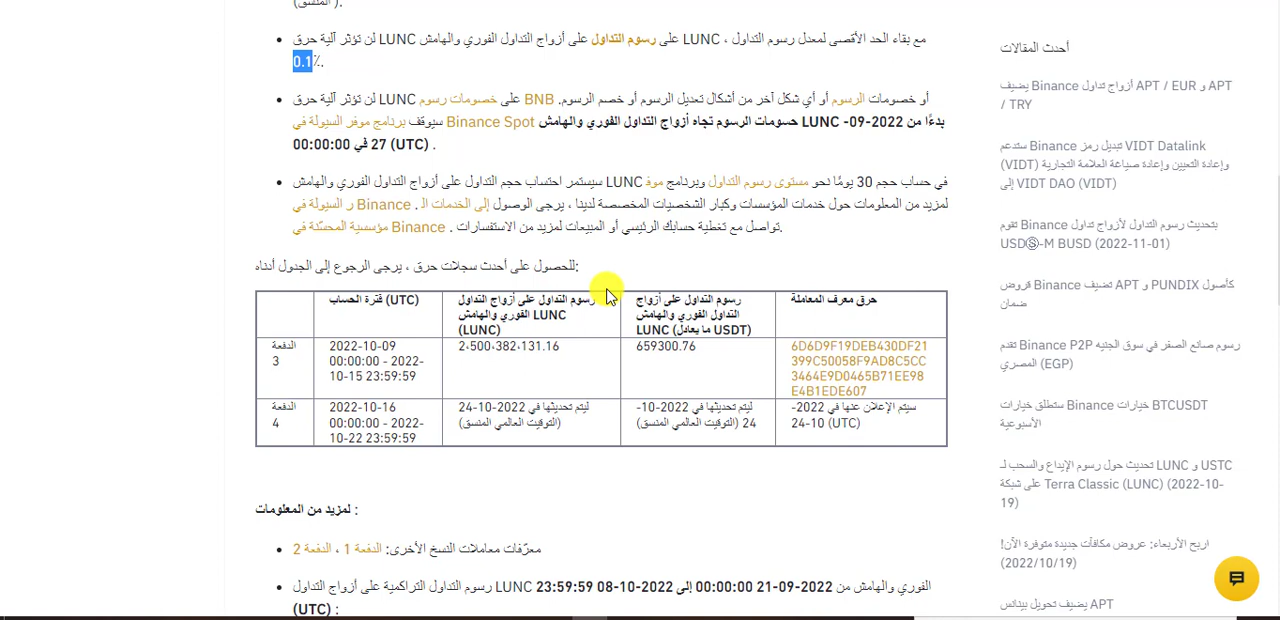 المنسق) .)
مع بقاء الحد الأقصى لمعدل رسوم التداول ، LUNC على رسوم التداول على أزواج التداول الفوري والهامش LUNC لن تؤثر آلية حرق
0.1٪.
أو خصومات الرسوم أو أي شكل آخر من أشكال تعديل الرسوم أو خصم الرسوم. BNB على خصومات رسوم LUNC لن تؤثر آلية حرق
بدءًا من 2022-09- LUNC حسومات الرسوم تجاه أزواج التداول الفوري والهامش Binance Spot سيوقف برنامج موفر السيولة في
27 في 00:00:00 (UTC) .
في حساب حجم 30 يومًا نحو مستوى رسوم التداول وبرنامج موف LUNC سيستمر احتساب حجم التداول على أزواج التداول الفوري والهامش
لمزيد من المعلومات حول خدمات المؤسسات وكبار الشخصيات المخصصة لدينا ، يرجى الوصول إلى الخدمات الـ . Binance ر السيولة في
تواصل مع تغطية حسابك الرئيسي أو المبيعات لمزيد من الاستفسارات . Binance مؤسسية المحسّنة في.
للحصول على أحدث سجلات حرق ، يرجى الرجوع إلى الجدول أدناه:
فترة الحساب (UTC)
رسوم التداول على أزواج التداول
الفوري والهامش LUNC
(LUNC)
رسوم التداول على أزواج
التداول الفوري والهامش
LUNC (ما يعادل USDT)
حرق معرف المعاملة
الدفعة
3
2022-10-09
00:00:00 - 2022-
10-15 23:59:59
2،500،382،131.16
659300.76
6D6D9F19DEB430DF21
399C50058F9AD8C5CC
3464E9D0465B71EE98
E4B1EDE607
الدفعة
4
2022-10-16
00:00:00 - 2022-
10-22 23:59:59
ليتم تحديثها في 2022-10-24
(التوقيت العالمي المنسق)
ليتم تحديثها في 2022-10-
24 (التوقيت العالمي المنسق)
سيتم الإعلان عنها في 2022-
24-10 (UTC)
لمزيد من المعلومات :
معرّفات معاملات النسخ الأخرى: الدفعة 1 ، الدفعة 2
الفوري والهامش من 2022-09-21 00:00:00 إلى 2022-10-08 23:59:59 LUNC رسوم التداول التراكمية على أزواج التداول
(UTC) :
أحدث المقالات
APT / EUR و APT أزواج تداول Binance يضيف
/ TRY
VIDT Datalink تبديل رمز Binance ستدعم
(VIDT) وإعادة التعيين وإعادة صياغة العلامة التجارية
إلى VIDT DAO (VIDT)
بتحديث رسوم التداول لأزواج تداول Binance تقوم
USDⓈ-M BUSD (2022-11-01)
كأصول PUNDIX و APT تضيف Binance قروض
ضمان
رسوم صانع الصفر في سوق الجنيه Binance P2P تقدم
المصري (EGP)
BTCUSDT خيارات Binance ستطلق خيارات
الأسبوعية
USTC و LUNC تحديث حول رسوم الإيداع والسحب لـ
على شبكة Terra Classic (LUNC) (2022-10-
19)
اربح الأربعاء: عروض مكافآت جديدة متوفرة الآن!
(2022/10/19)
APT يضيف تحويل بينانس